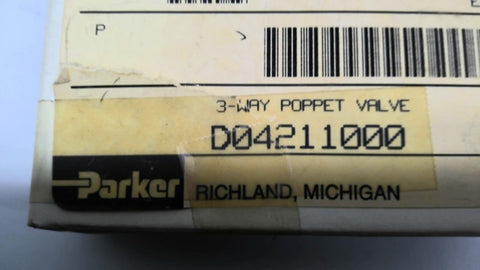 P
3-WAY POPPET VALVE
D04211000
Parker
RICHLAND, MICHIGAN